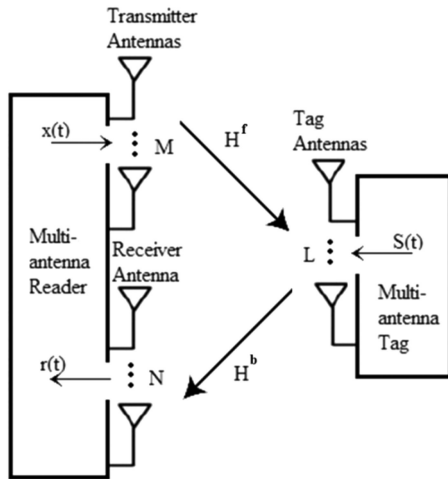 Transmitter
Antennas
x(t)
M
H^f
Tag
Antennas
Multi-
antenna
Reader
Receiver
Antenna
L
S(t)
Multi-
antenna
Tag
r(t)
N
H^b